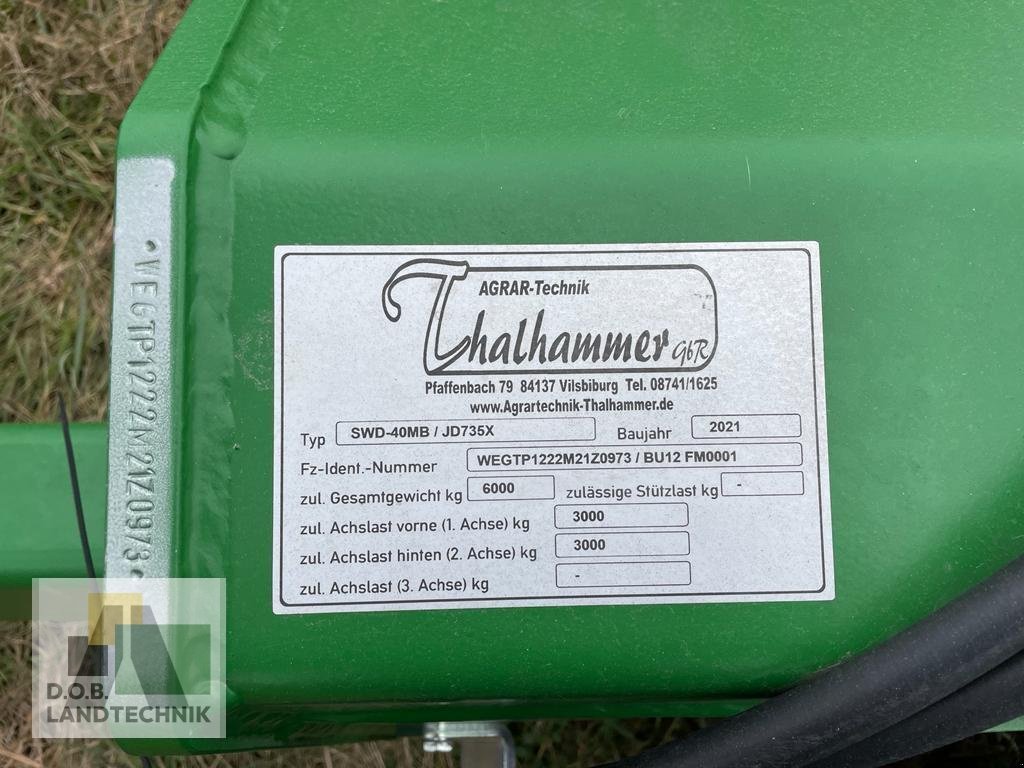 *WEGTP1222M21Z0973*
AGRAR-Technik
Thalhammer GbR
Pfaffenbach 79 84137 Vilsbiburg Tel. 08741/1625
www.Agrartechnik-Thalhammer.de
Typ SWD-40MB / JD735X Baujahr 2021
Fz-Ident.-Nummer WEGTP1222M21Z0973 / BU12 FM0001
zul. Gesamtgewicht kg 6000 zulässige Stützlast kg -
zul. Achslast vorne (1. Achse) kg 3000
zul. Achslast hinten (2. Achse) kg 3000
zul. Achslast (3. Achse) kg -
D.O.B.
LANDTECHNIK